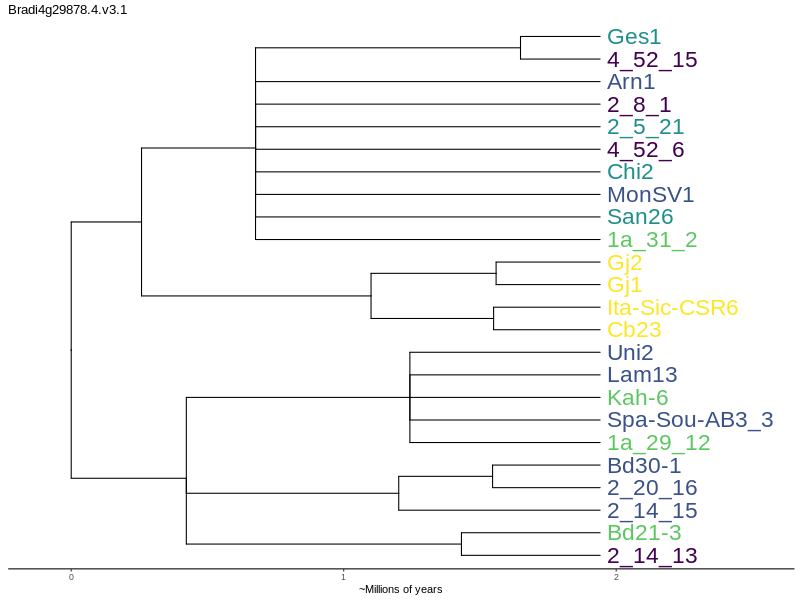 Bradi4g29878.4.v3.1
Ges1
4_52_15
Arn1
2_8_1
2_5_21
4_52_6
Chi2
MonSV1
San26
1a_31_2
Gj2
Gj1
Ita-Sic-CSR6
Cb23
Uni2
Lam13
Kah-6
Spa-Sou-AB3_3
1a_29_12
Bd30-1
2_20_16
2_14_15
Bd21-3
2_14_13
0 1 2
~Millions of years